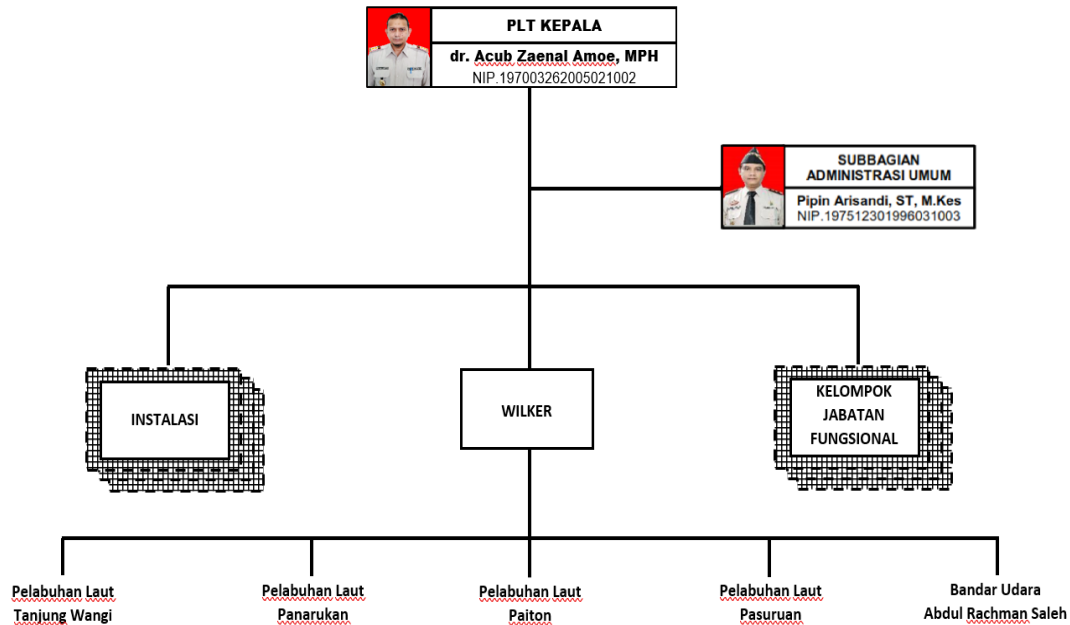 PLT KEPALA
dr. Acub Zaenal Amoe, MPH
NIP.197003262005021002
SUBBAGIAN
ADMINISTRASI UMUM
Pipin Arisandi, ST, M.Kes
NIP.197512301996031003
INSTALASI
WILKER
KELOMPOK
JABATAN
FUNGSIONAL
Pelabuhan Laut
Tanjung Wangi
Pelabuhan Laut
Panarukan
Pelabuhan Laut
Paiton
Pelabuhan Laut
Pasuruan
Bandar Udara
Abdul Rachman Saleh